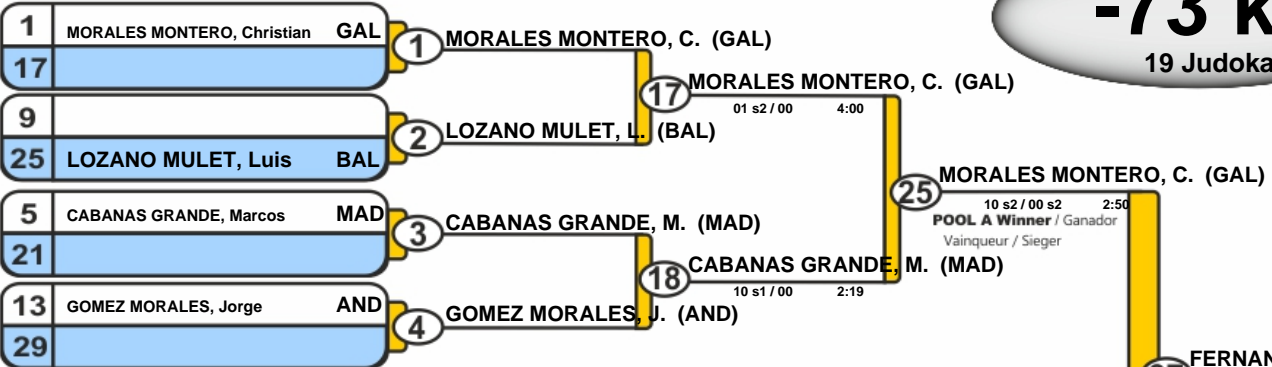 -73 k
19 Judoka
1 MORALES MONTERO, Christian GAL
17
1
MORALES MONTERO, C. (GAL)
9
25 LOZANO MULET, Luis BAL
2
LOZANO MULET, L. (BAL)
17
MORALES MONTERO, C. (GAL)
01 s2 / 00 4:00
5 CABANAS GRANDE, Marcos MAD
21
3
CABANAS GRANDE, M. (MAD)
13 GOMEZ MORALES, Jorge AND
29
4
GOMEZ MORALES, J. (AND)
18
CABANAS GRANDE, M. (MAD)
10 s1 / 00 2:19
25
MORALES MONTERO, C. (GAL)
10 s2 / 00 s2 2:50
POOL A Winner / Ganador
Vainqueur / Sieger
FERNAN